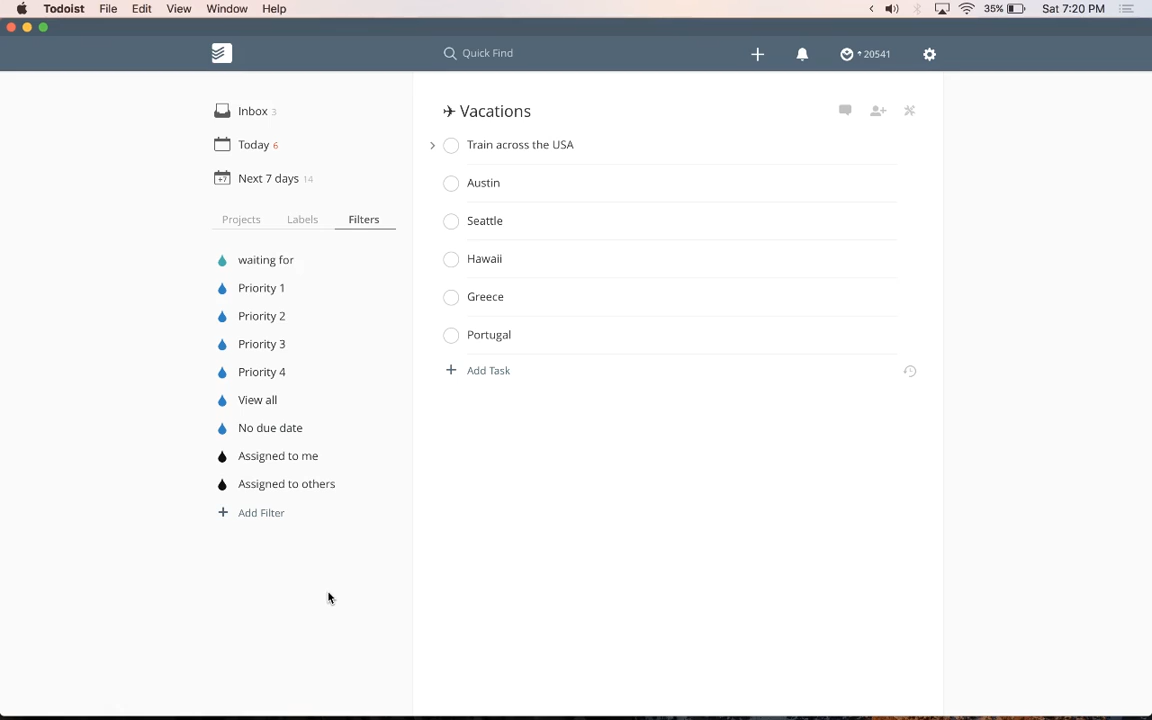 Todoist File Edit View Window Help 35% Sat 7:20 PM
Quick Find 20541
Inbox 3
Today 6
+7 Next 7 days 14
Projects Labels Filters
waiting for
Priority 1
Priority 2
Priority 3
Priority 4
View all
No due date
Assigned to me
Assigned to others
+ Add Filter
✈ Vacations
Train across the USA
Austin
Seattle
Hawaii
Greece
Portugal
+ Add Task